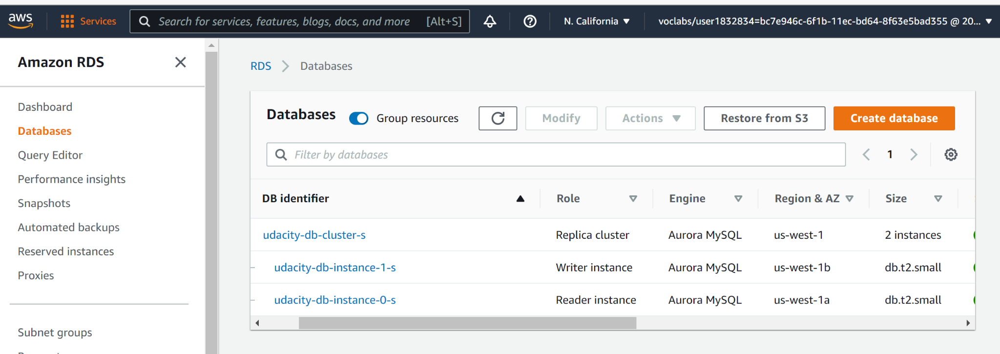 aws
Services
Search for services, features, blogs, docs, and more [Alt+S]
N. California
voclabs/user1832834=bc7e946c-6f1b-11ec-bd64-8f63e5bad355 @ 20...
Amazon RDS
Dashboard
Databases
Query Editor
Performance insights
Snapshots
Automated backups
Reserved instances
Proxies
Subnet groups
RDS
Databases
Databases
Group resources
Modify
Actions
Restore from S3
Create database
Filter by databases
1
DB identifier Role Engine Region & AZ Size
udacity-db-cluster-s Replica cluster Aurora MySQL us-west-1 2 instances
udacity-db-instance-1-s Writer instance Aurora MySQL us-west-1b db.t2.small
udacity-db-instance-0-s Reader instance Aurora MySQL us-west-1a db.t2.small